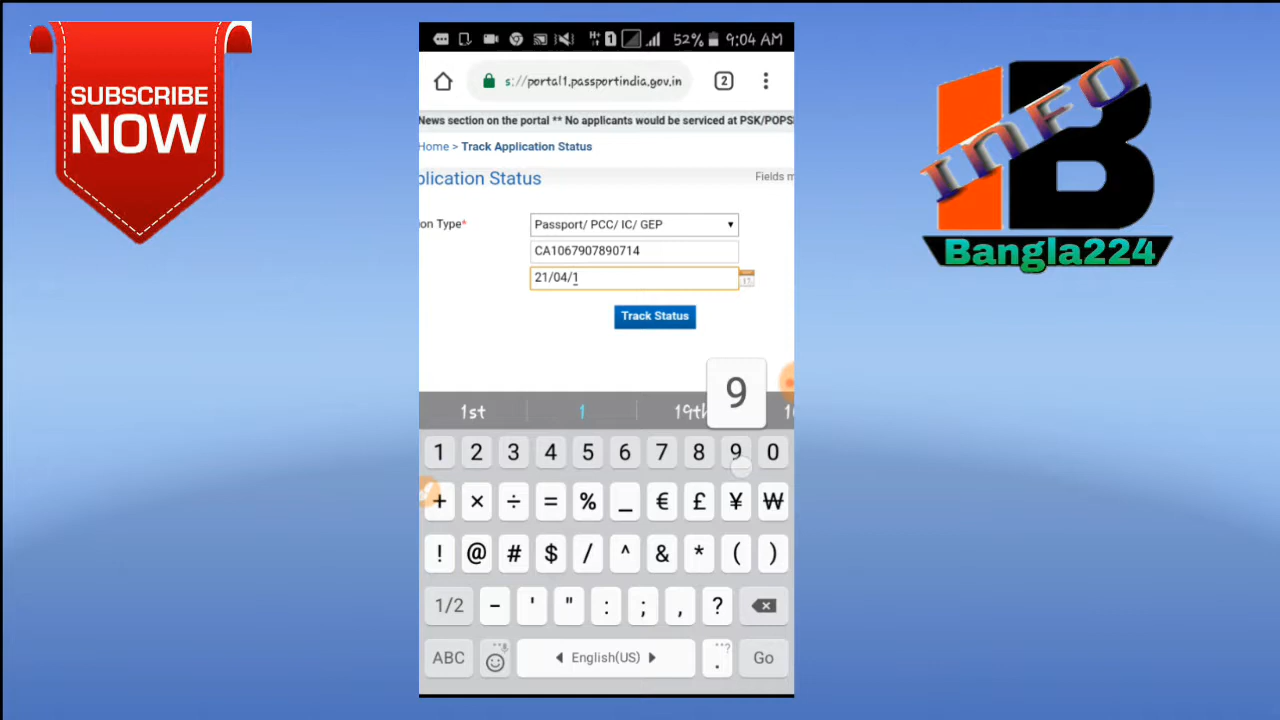 SUBSCRIBE
NOW
52% 9:04 AM
s://portal1.passportindia.gov.in
2
News section on the portal ** No applicants would be serviced at PSK/POPS
Home > Track Application Status
plication Status
Fields m
on Type*
Passport/ PCC/ IC/ GEP
CA1067907890714
21/04/1
Track Status
9
1st 1 19th
1 2 3 4 5 6 7 8 9 0
+ × ÷ = % _ € £ ¥ ₩
! @ # $ / ^ & * ( )
1/2 - ' " : ; , ?
ABC English(US) . Go
INFO
B
Bangla224